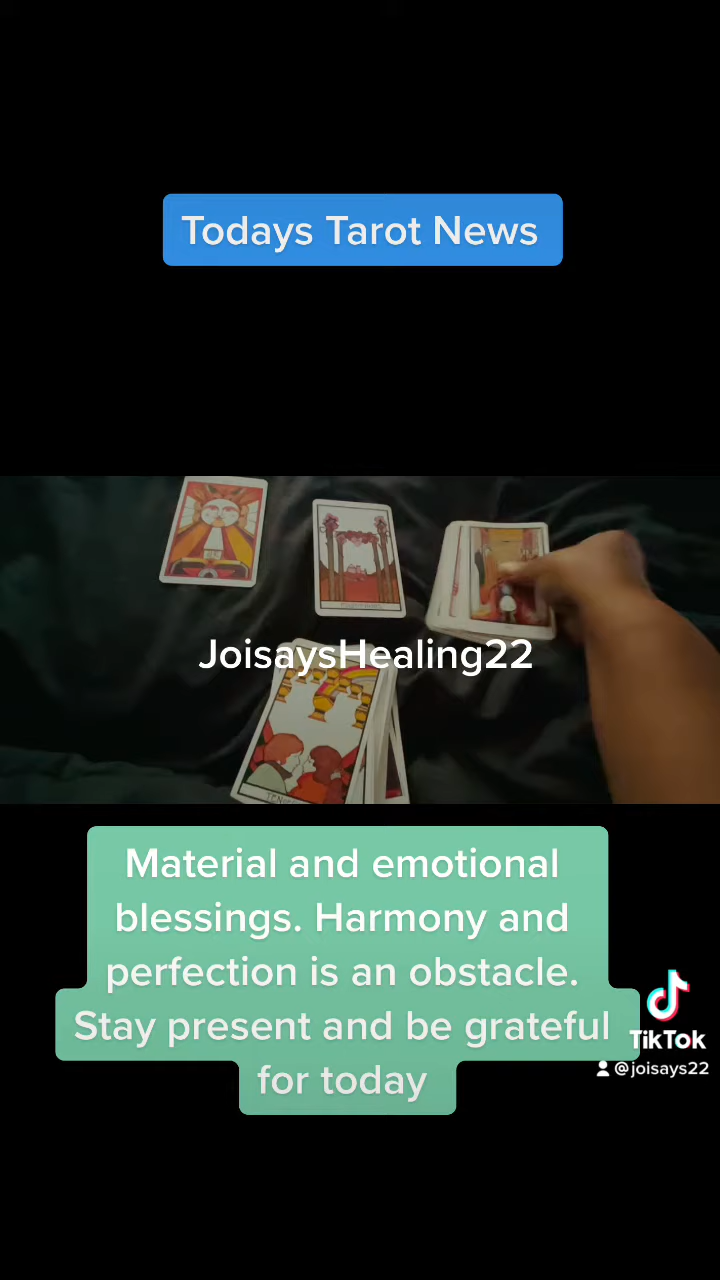 Todays Tarot News
JoisaysHealing22
Material and emotional
blessings. Harmony and
perfection is an obstacle.
Stay present and be grateful
for today
TikTok
@joisays22